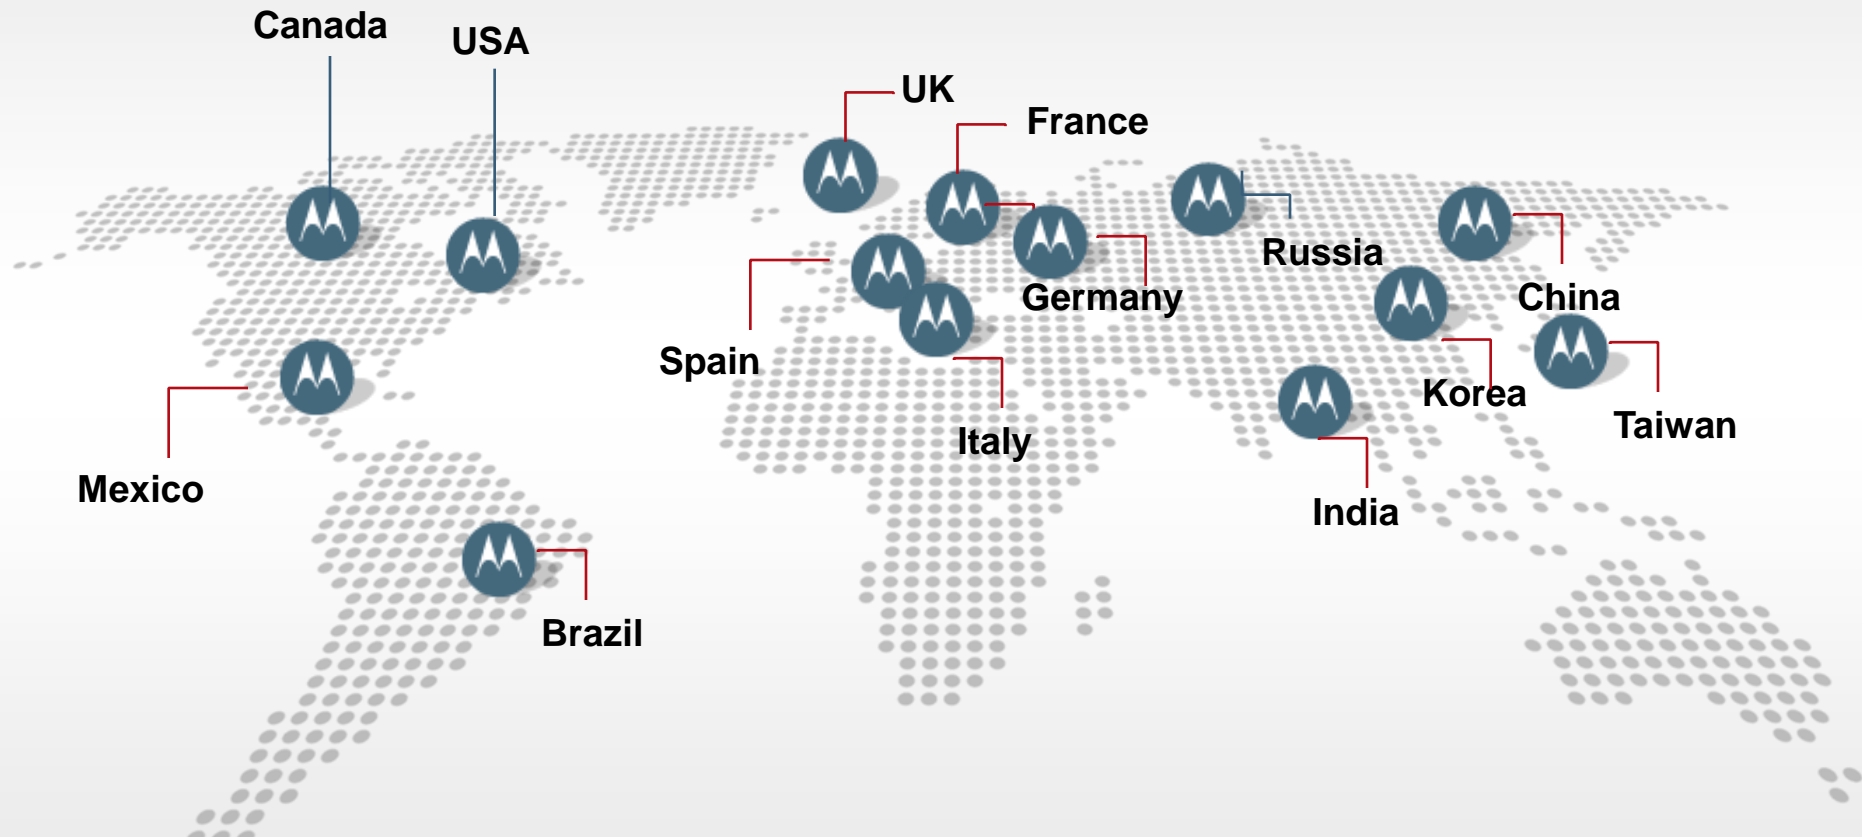 Canada
USA
UK
France
Russia
Germany
China
Spain
Korea
Taiwan
Italy
Mexico
India
Brazil